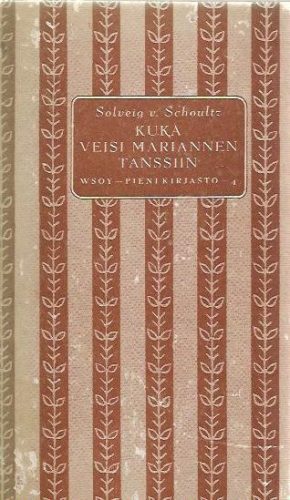 Solveig v. Schoultz
KUKA
VEISI MARIANNEN
TANSSIIN
WSOY — PIENI KIRJASTO 4